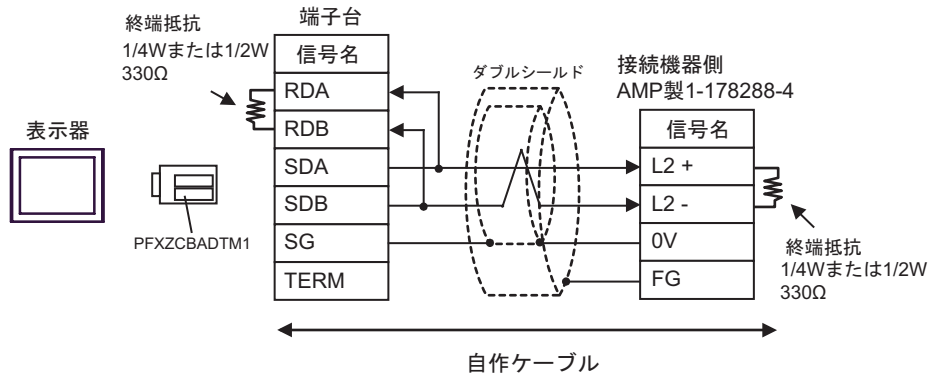 終端抵抗
1/4Wまたは1/2W
330Ω
端子台
信号名
RDA
RDB
SDA
SDB
SG
TERM
表示器
PFXZCBADTM1
ダブルシールド
接続機器側
AMP製1-178288-4
信号名
L2 +
L2 -
0V
FG
終端抵抗
1/4Wまたは1/2W
330Ω
自作ケーブル